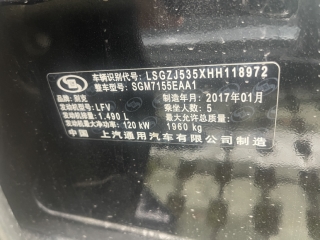 车辆识别代号: LSGZJ535XHH118972
整车型号: SGM7155EAA1
品牌: 别克 制造年月: 2017年01月
发动机型号: LFV 乘坐人数: 5
发动机排量: 1.490 L 最大允许总质量:
发动机最大净功率: 120 kW 1960 kg
中国 上汽通用汽车有限公司 制造